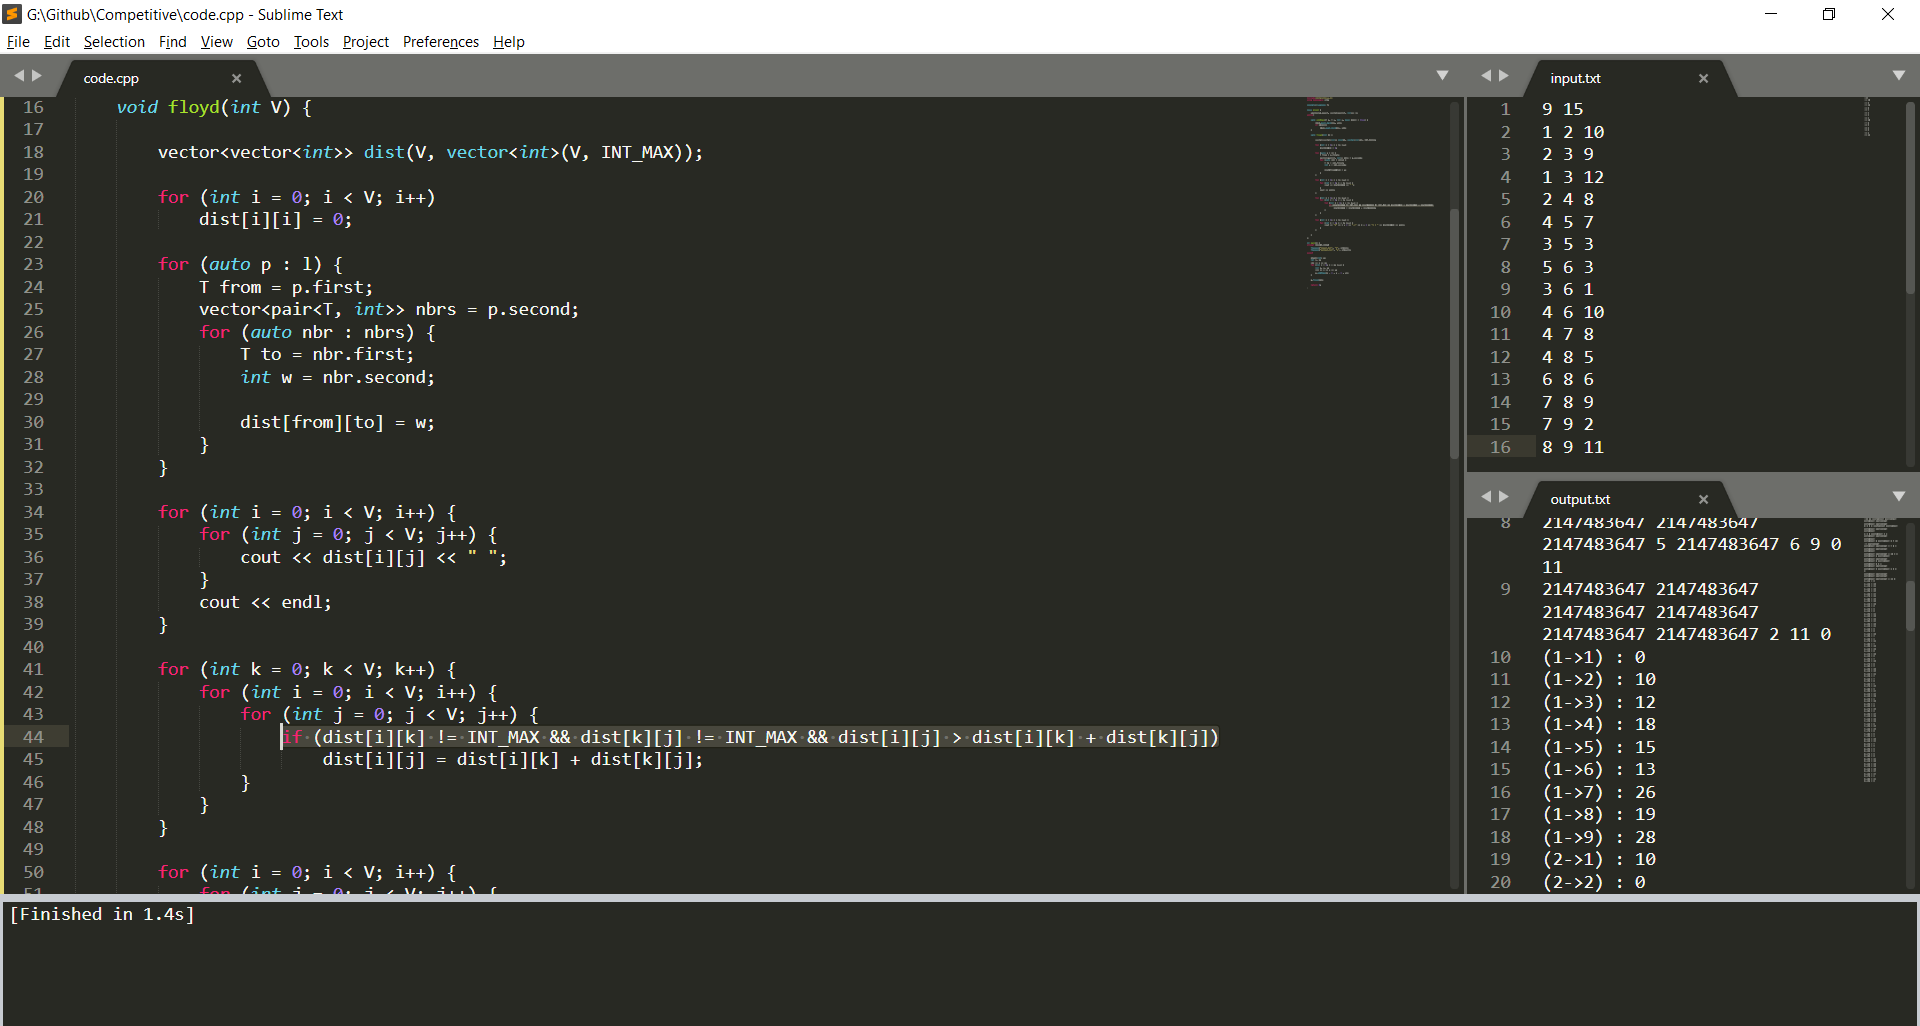 G:\Github\Competitive\code.cpp - Sublime Text
File Edit Selection Find View Goto Tools Project Preferences Help
code.cpp
16 void floyd(int V) {
17
18 vector<vector<int>> dist(V, vector<int>(V, INT_MAX));
19
20 for (int i = 0; i < V; i++)
21 dist[i][i] = 0;
22
23 for (auto p : l) {
24 T from = p.first;
25 vector<pair<T, int>> nbrs = p.second;
26 for (auto nbr : nbrs) {
27 T to = nbr.first;
28 int w = nbr.second;
29
30 dist[from][to] = w;
31 }
32 }
33
34 for (int i = 0; i < V; i++) {
35 for (int j = 0; j < V; j++) {
36 cout << dist[i][j] << " ";
37 }
38 cout << endl;
39 }
40
41 for (int k = 0; k < V; k++) {
42 for (int i = 0; i < V; i++) {
43 for (int j = 0; j < V; j++) {
44 if (dist[i][k] != INT_MAX && dist[k][j] != INT_MAX && dist[i][j] > dist[i][k] + dist[k][j])
45 dist[i][j] = dist[i][k] + dist[k][j];
46 }
47 }
48 }
49
50 for (int i = 0; i < V; i++) {
51 for (int j = 0; j < V; j++) {
input.txt
1 9 15
2 1 2 10
3 2 3 9
4 1 3 12
5 2 4 8
6 4 5 7
7 3 5 3
8 5 6 3
9 3 6 1
10 4 6 10
11 4 7 8
12 4 8 5
13 6 8 6
14 7 8 9
15 7 9 2
16 8 9 11
output.txt
8 2147483647 2147483647
2147483647 5 2147483647 6 9 0
11
9 2147483647 2147483647
2147483647 2147483647
2147483647 2147483647 2 11 0
10 (1->1) : 0
11 (1->2) : 10
12 (1->3) : 12
13 (1->4) : 18
14 (1->5) : 15
15 (1->6) : 13
16 (1->7) : 26
17 (1->8) : 19
18 (1->9) : 28
19 (2->1) : 10
20 (2->2) : 0
[Finished in 1.4s]